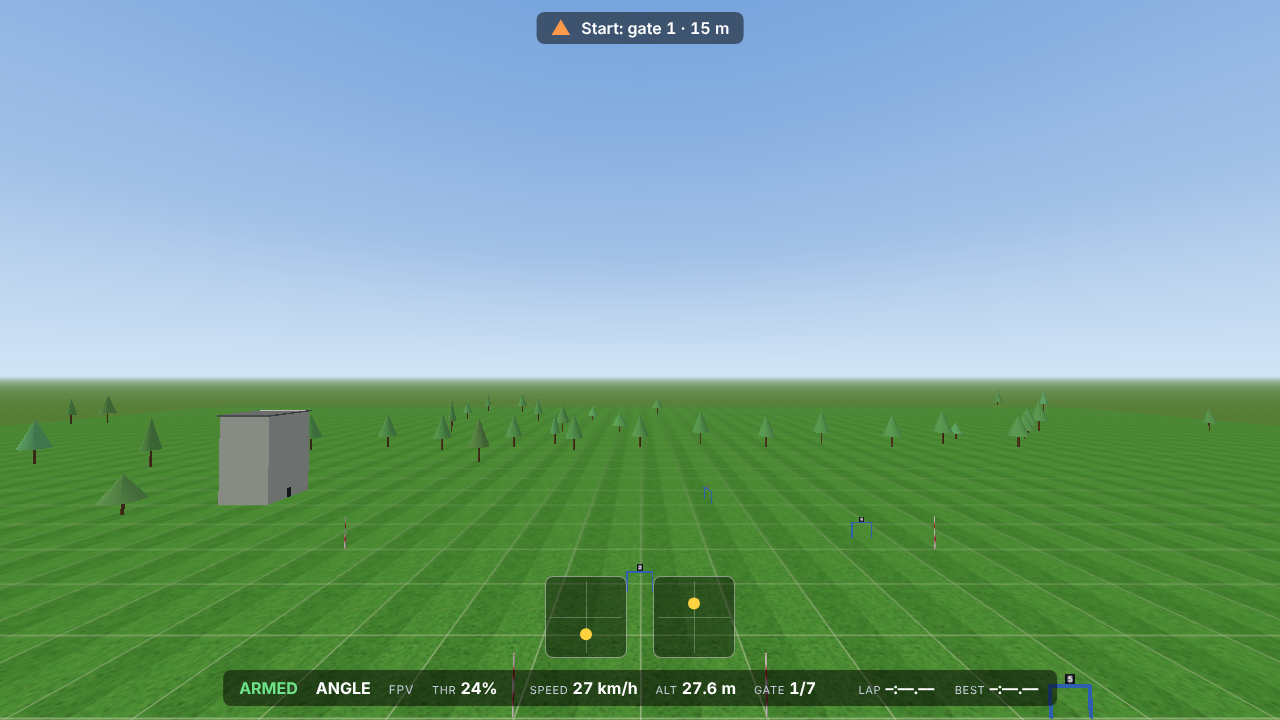 Start: gate 1 · 15 m
5
ARMED ANGLE FPV THR 24% SPEED 27 km/h ALT 27.6 m GATE 1/7 LAP –:––.–– BEST –:––.––